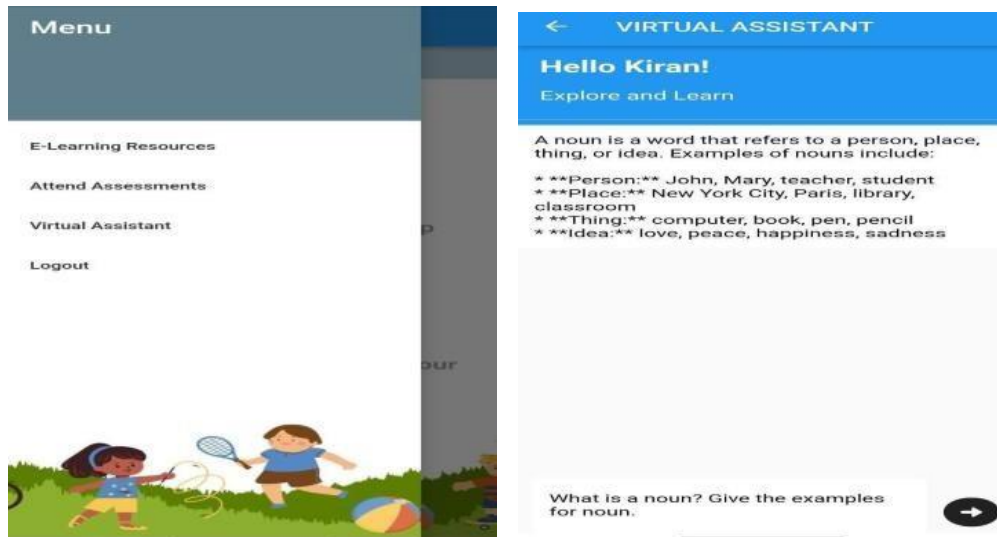 Menu
E-Learning Resources
Attend Assessments
Virtual Assistant
Logout
p
our
VIRTUAL ASSISTANT
Hello Kiran!
Explore and Learn
A noun is a word that refers to a person, place,
thing, or idea. Examples of nouns include:
* **Person:** John, Mary, teacher, student
* **Place:** New York City, Paris, library,
classroom
* **Thing:** computer, book, pen, pencil
* **Idea:** love, peace, happiness, sadness
What is a noun? Give the examples
for noun.